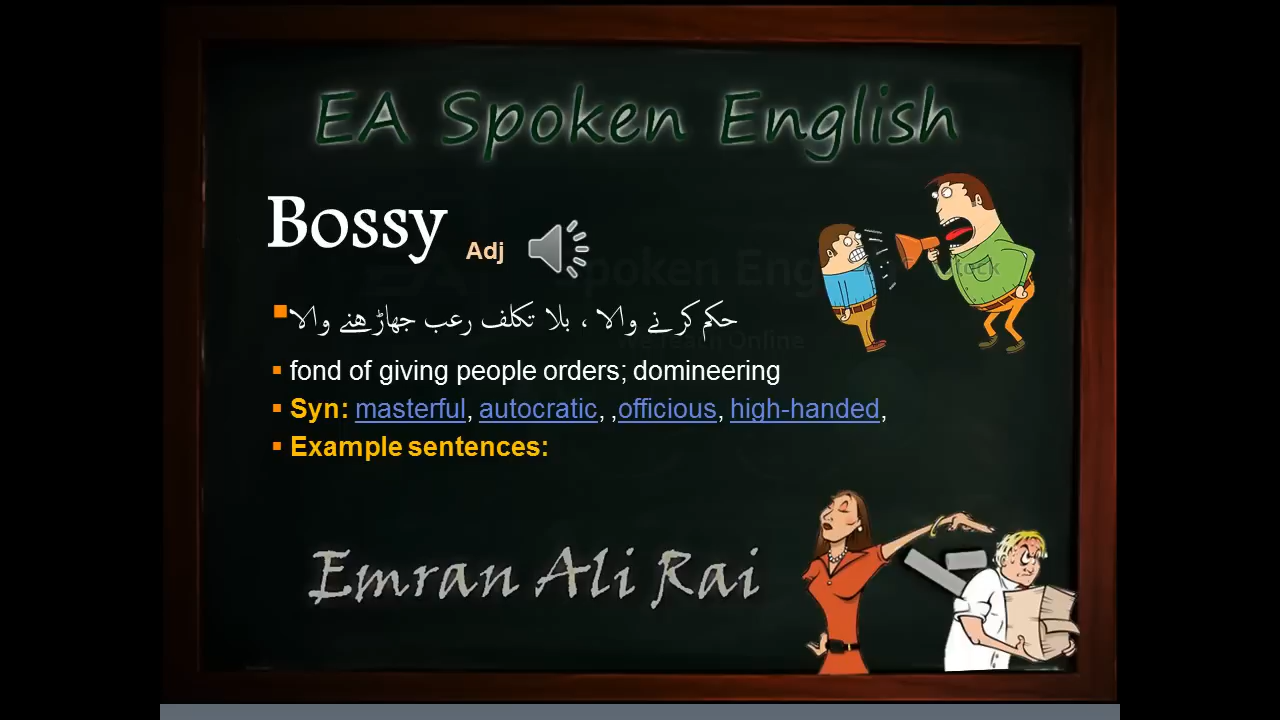 EA Spoken English
Bossy Adj
حکم کرنے والا ، بلا تکلف رعب جھاڑھنے والا
fond of giving people orders; domineering
Syn: masterful, autocratic, ,officious, high-handed,
Example sentences:
Emran Ali Rai